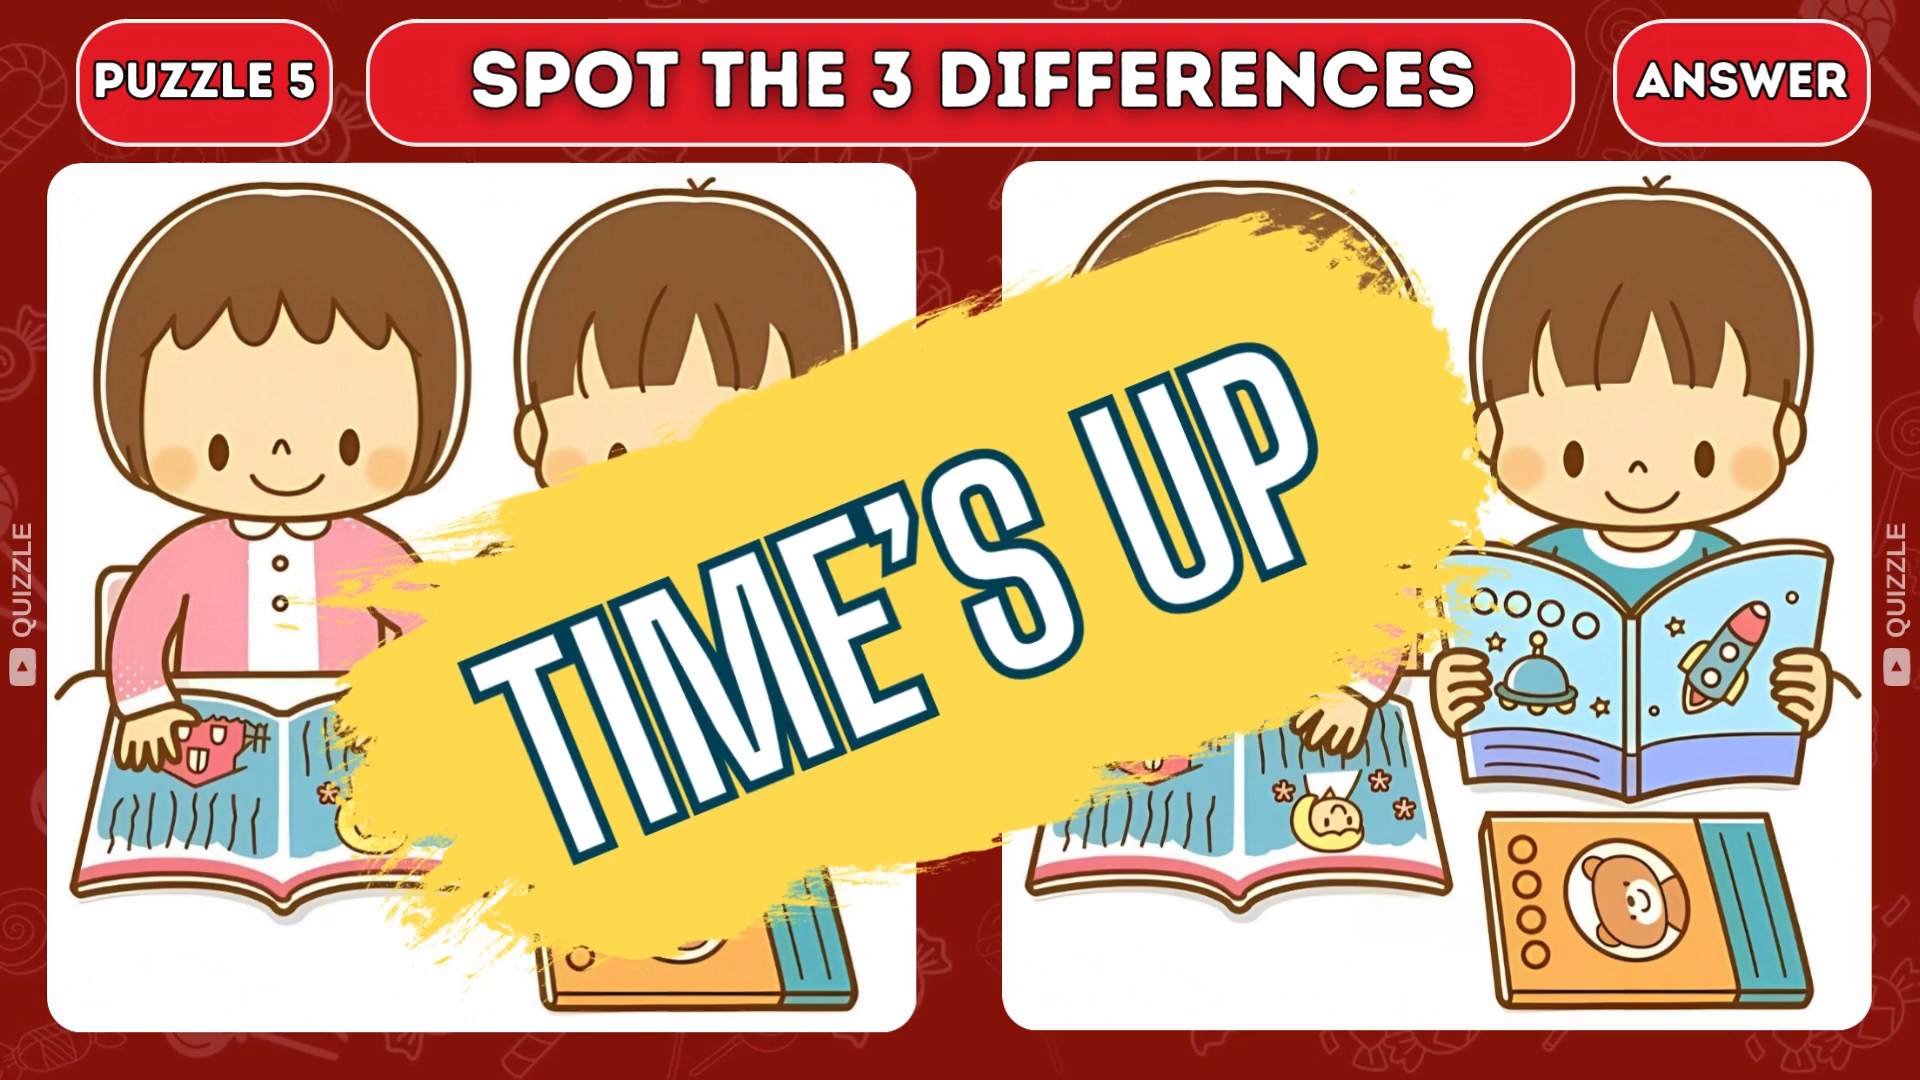 PUZZLE 5
SPOT THE 3 DIFFERENCES
ANSWER
TIME'S UP
QUIZZLE
QUIZZLE